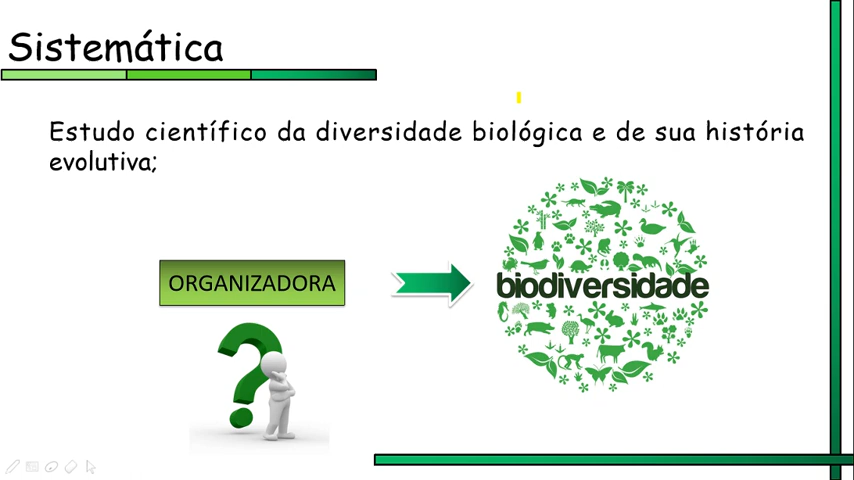 Sistemática
Estudo científico da diversidade biológica e de sua história
evolutiva;
ORGANIZADORA
biodiversidade